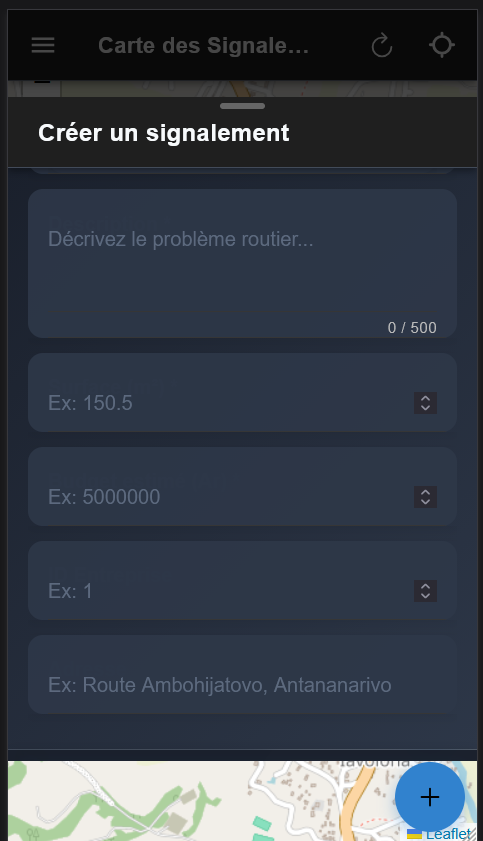 Carte des Signale...
Créer un signalement
Décrivez le problème routier...
0 / 500
Ex: 150.5
Ex: 5000000
Ex: 1
Ex: Route Ambohijatovo, Antananarivo
Leaflet